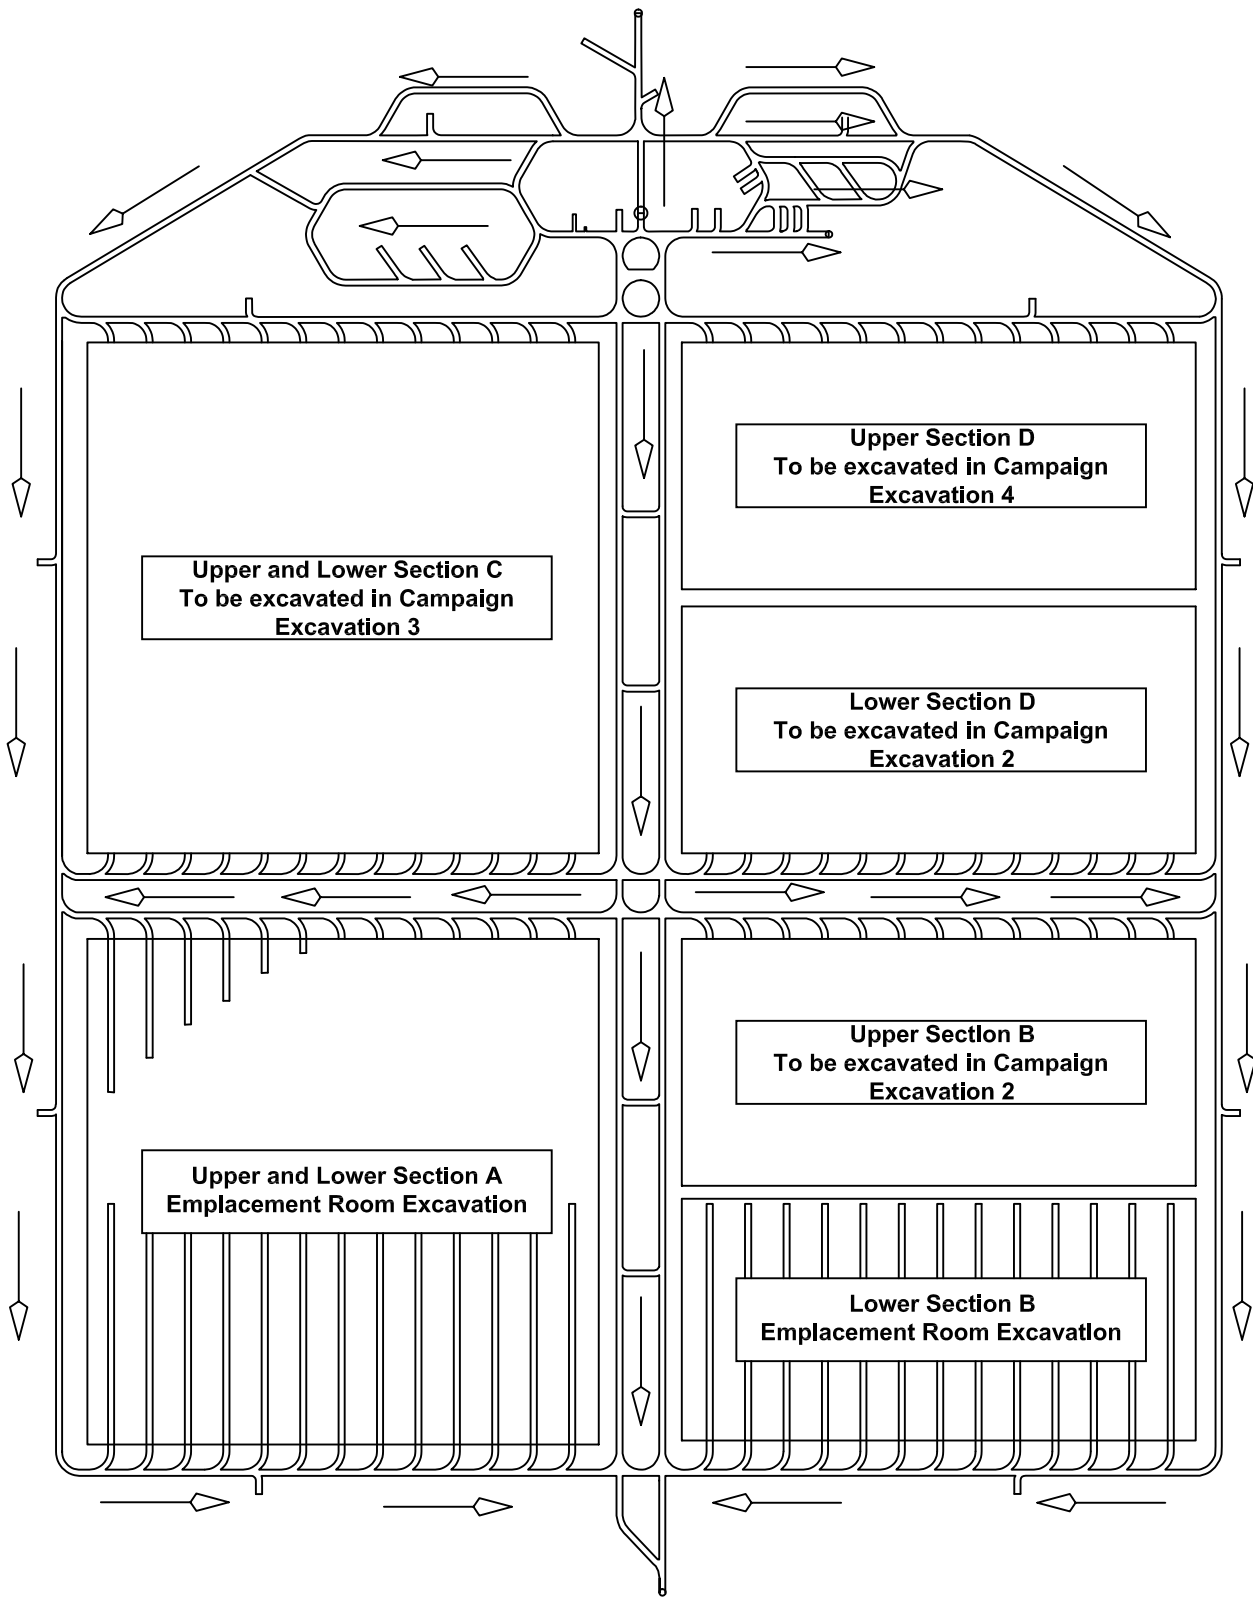 Upper Section D
To be excavated in Campaign
Excavation 4
Upper and Lower Section C
To be excavated in Campaign
Excavation 3
Lower Section D
To be excavated in Campaign
Excavation 2
Upper Section B
To be excavated in Campaign
Excavation 2
Upper and Lower Section A
Emplacement Room Excavation
Lower Section B
Emplacement Room Excavation